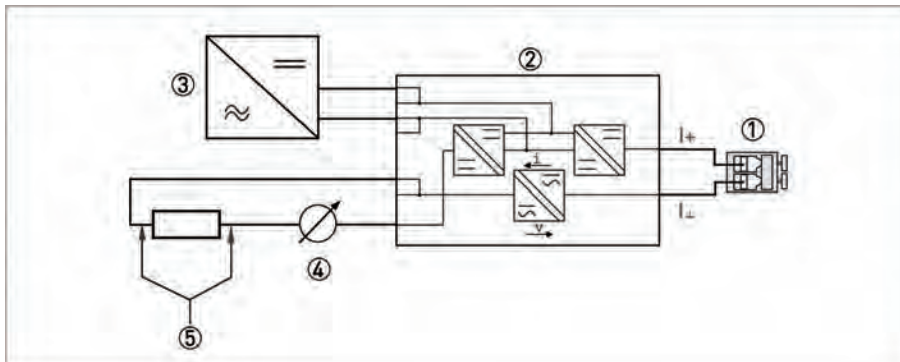 ②
③
①
I+
i
I⊥
v
④
⑤